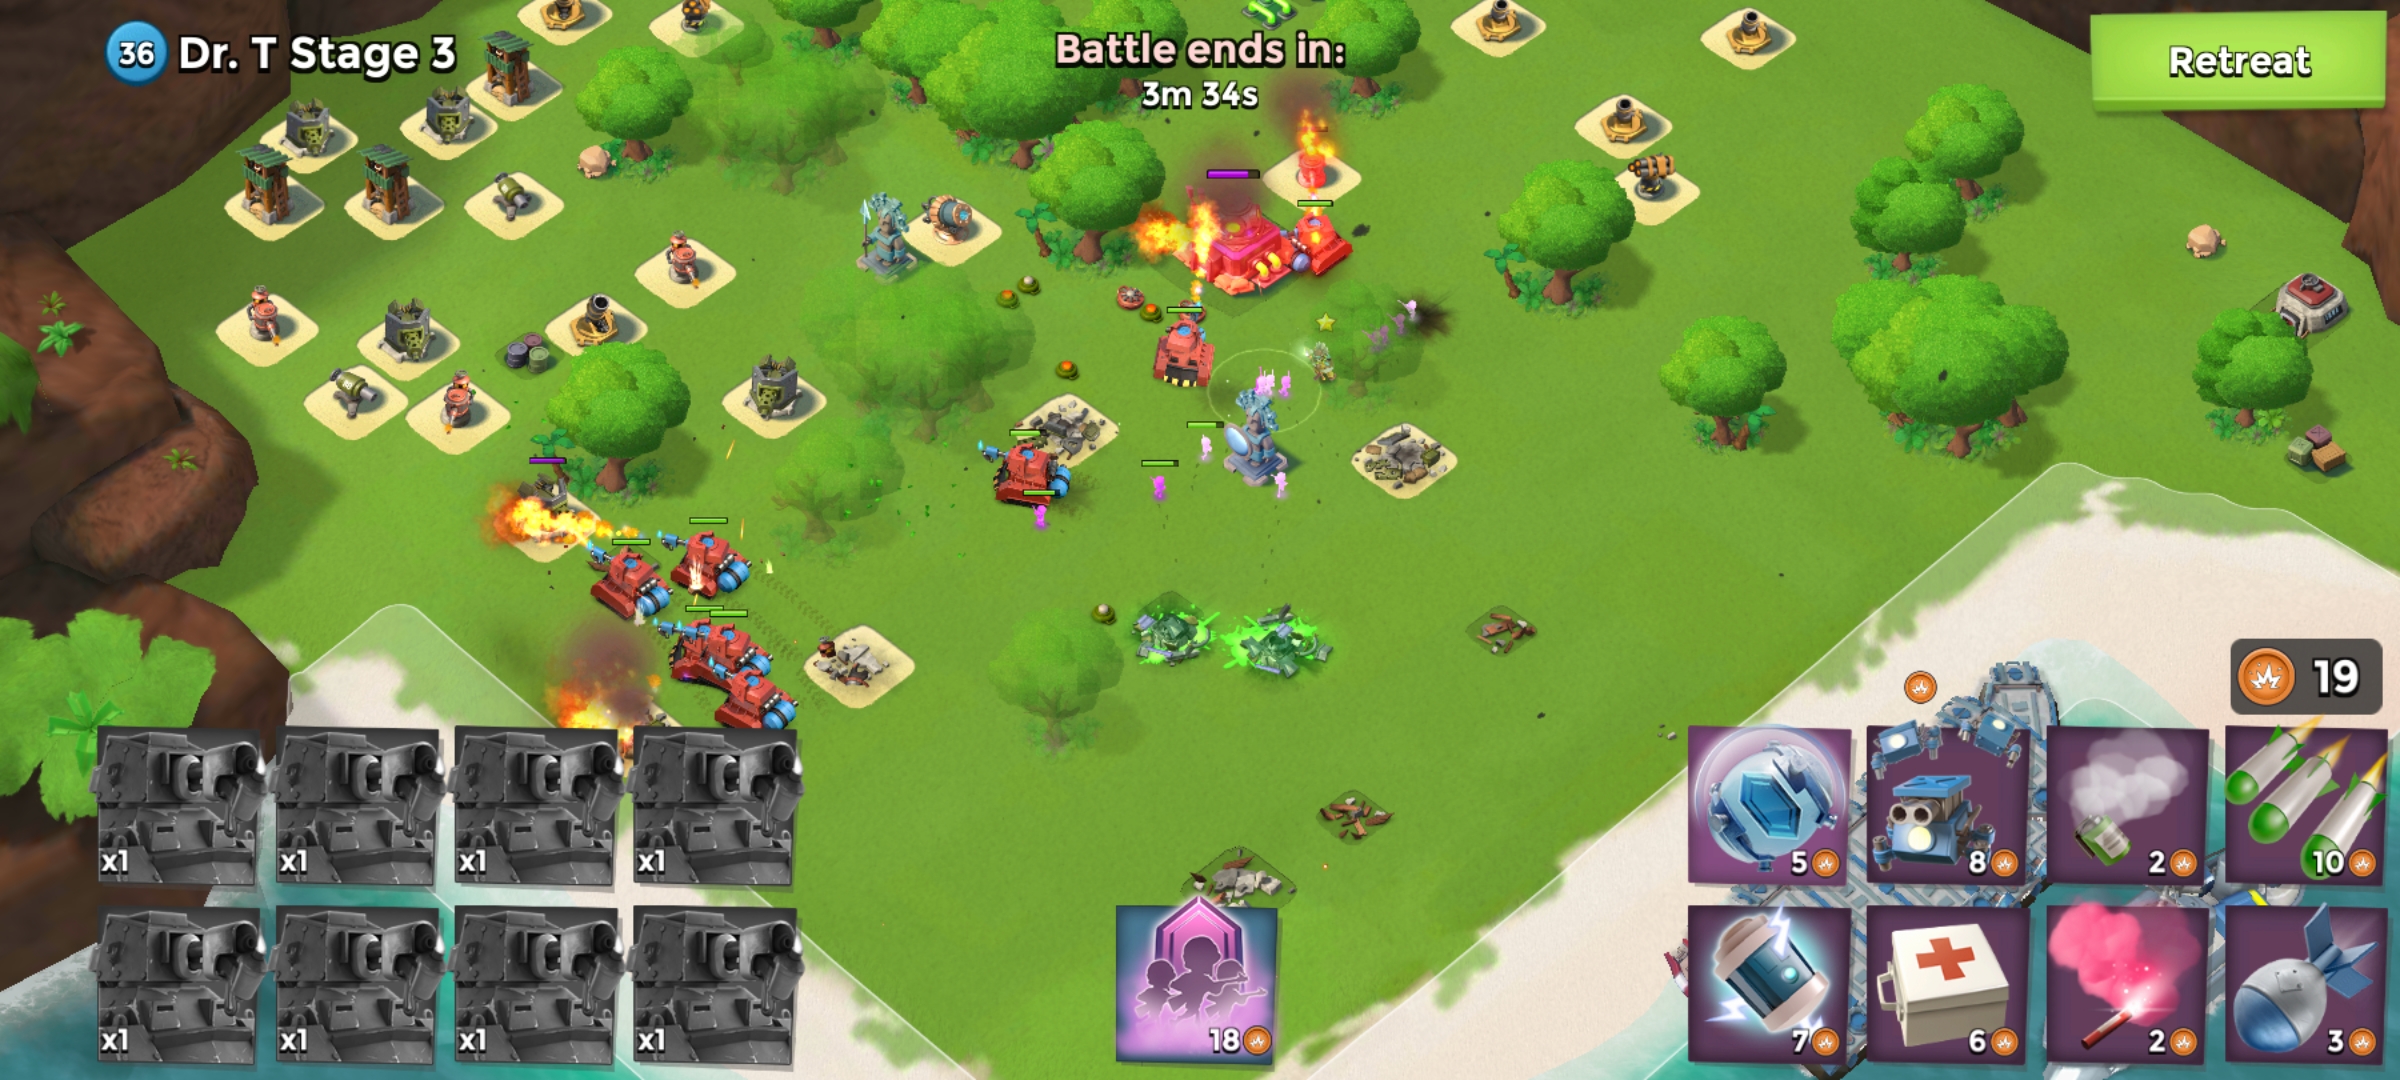 36 Dr. T Stage 3
Battle ends in:
3m 34s
Retreat
19
x1 x1 x1 x1
5 8 2 10
x1 x1 x1 x1
18
7 6 2 3